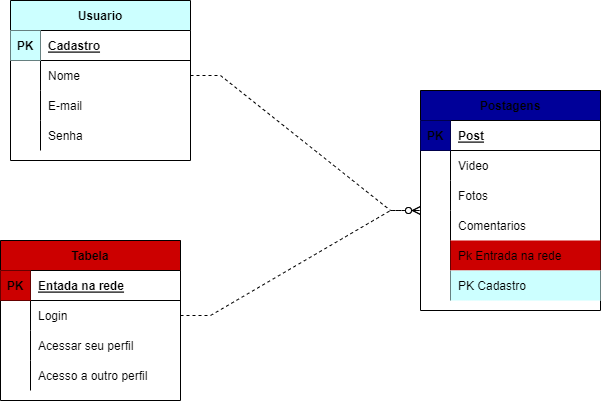 Usuario
PK Cadastro
Nome
E-mail
Senha
Postagens
PK Post
Video
Fotos
Comentarios
Pk Entrada na rede
PK Cadastro
Tabela
PK Entada na rede
Login
Acessar seu perfil
Acesso a outro perfil